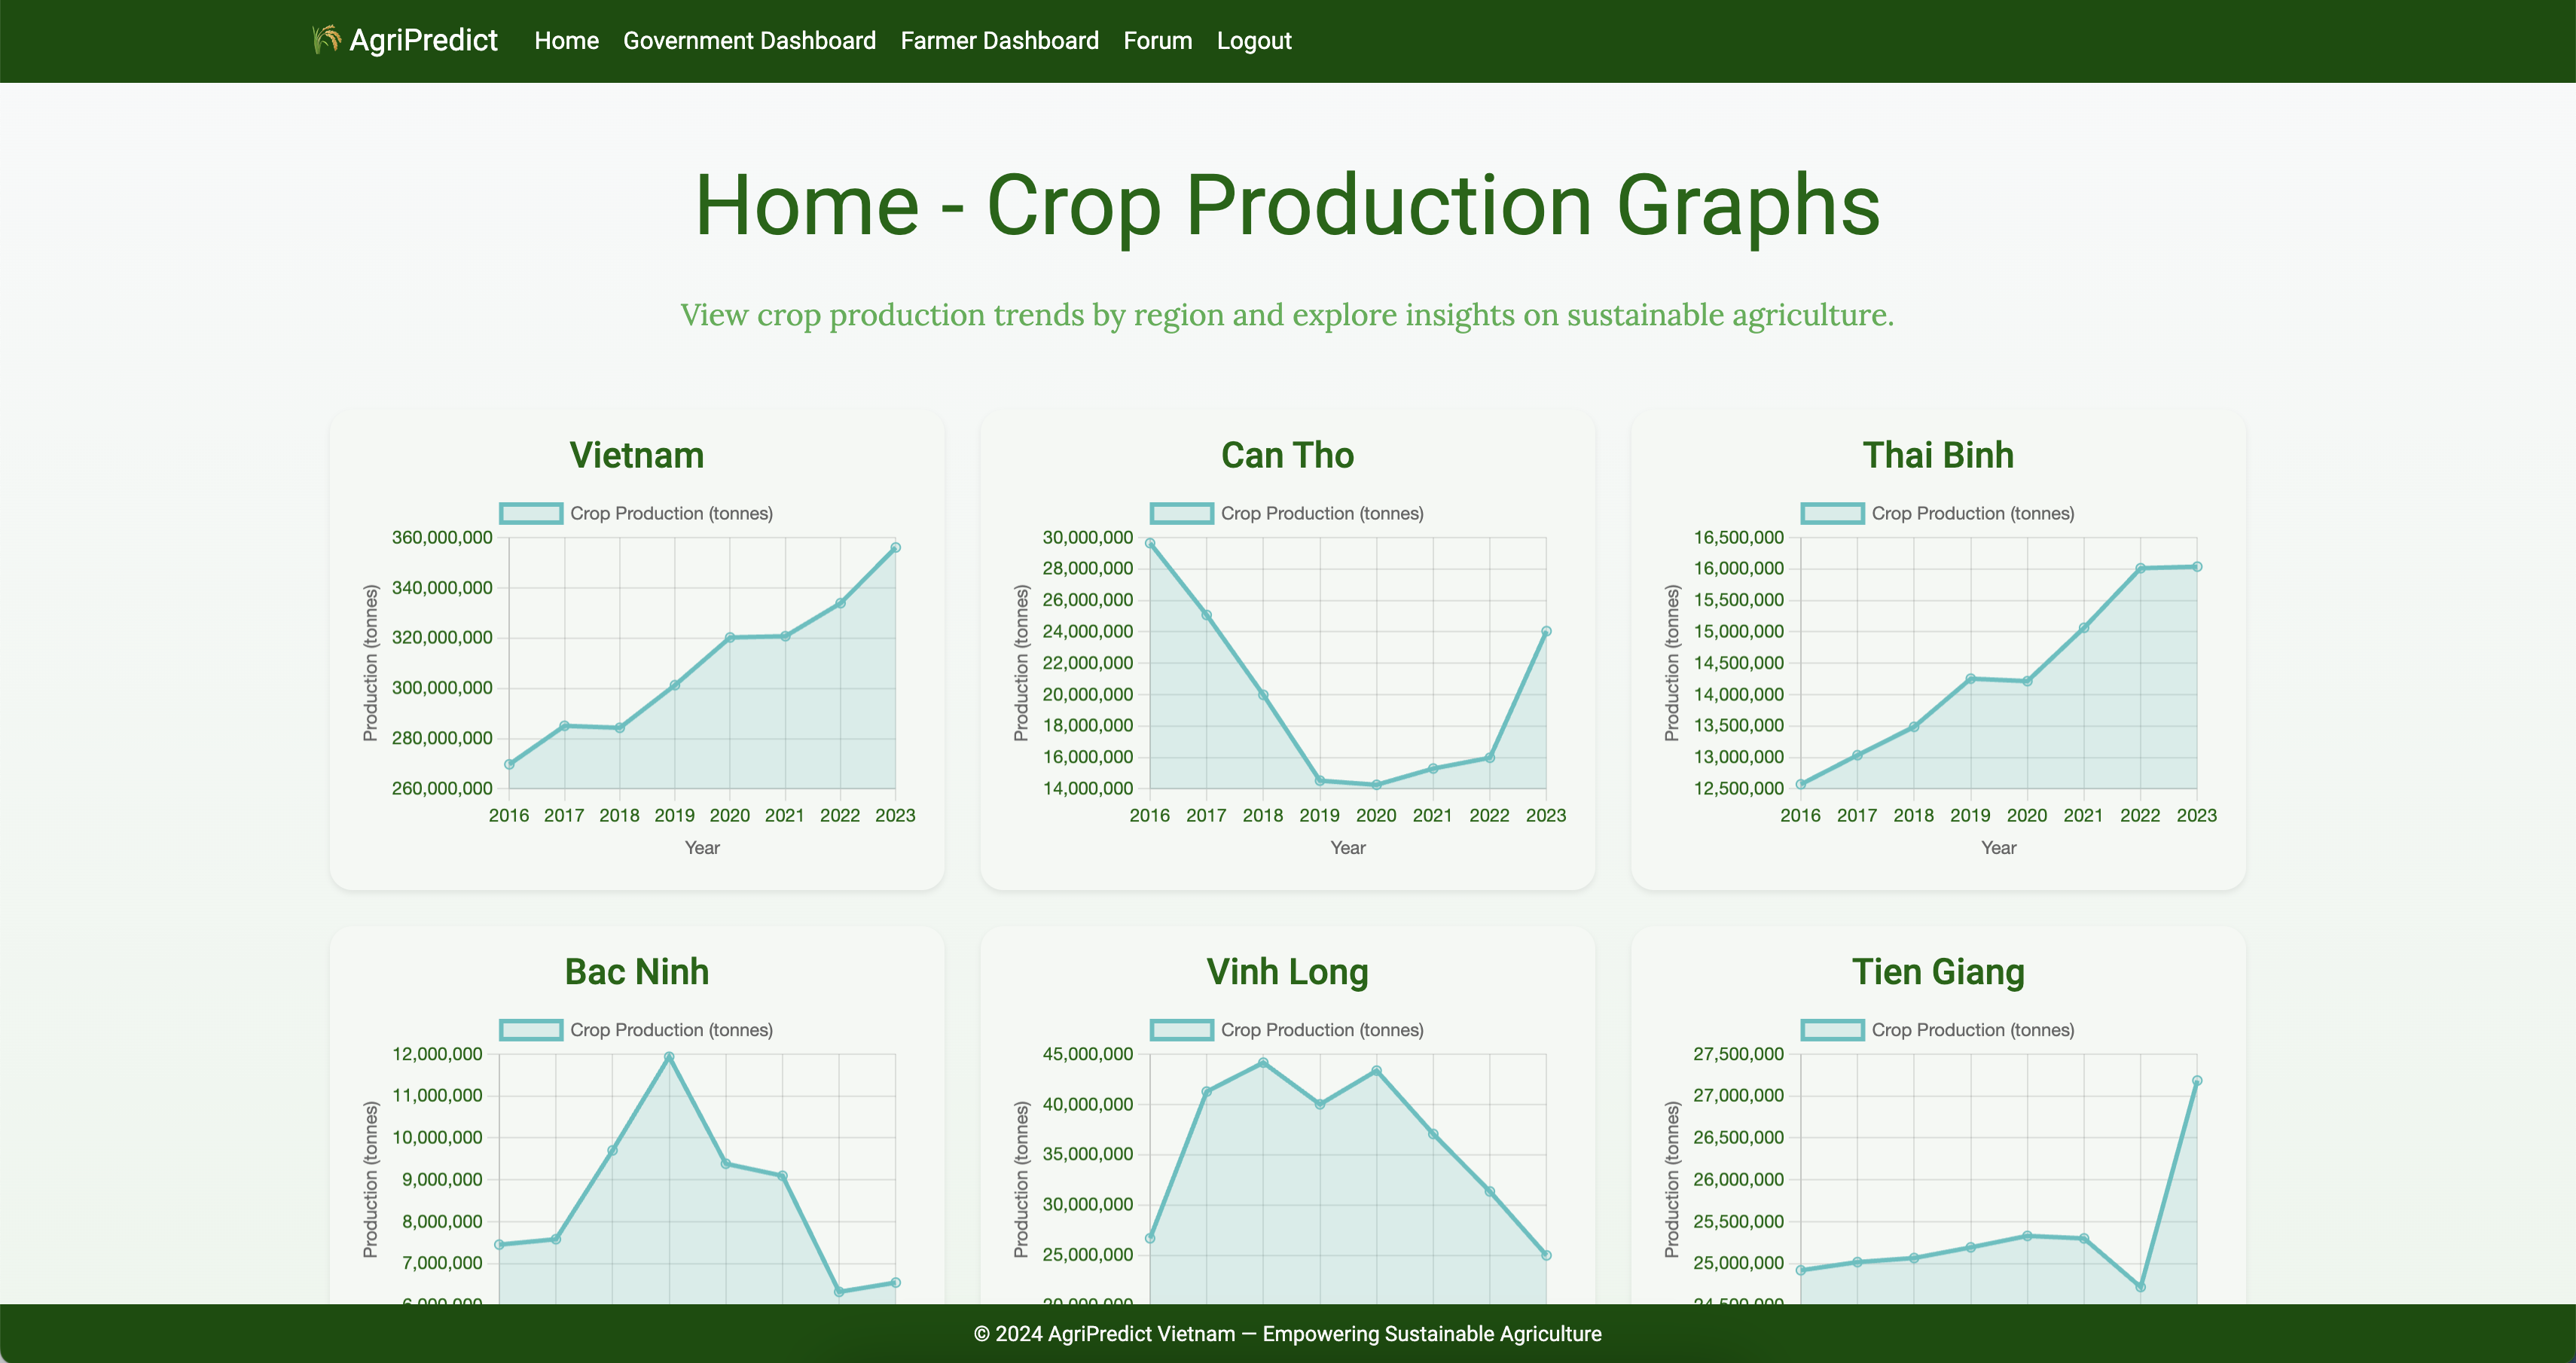 AgriPredict Home Government Dashboard Farmer Dashboard Forum Logout
Home - Crop Production Graphs
View crop production trends by region and explore insights on sustainable agriculture.
Vietnam
Crop Production (tonnes)
Production (tonnes)
360,000,000
340,000,000
320,000,000
300,000,000
280,000,000
260,000,000
2016 2017 2018 2019 2020 2021 2022 2023
Year
Can Tho
Crop Production (tonnes)
Production (tonnes)
30,000,000
28,000,000
26,000,000
24,000,000
22,000,000
20,000,000
18,000,000
16,000,000
14,000,000
2016 2017 2018 2019 2020 2021 2022 2023
Year
Thai Binh
Crop Production (tonnes)
Production (tonnes)
16,500,000
16,000,000
15,500,000
15,000,000
14,500,000
14,000,000
13,500,000
13,000,000
12,500,000
2016 2017 2018 2019 2020 2021 2022 2023
Year
Bac Ninh
Crop Production (tonnes)
Production (tonnes)
12,000,000
11,000,000
10,000,000
9,000,000
8,000,000
7,000,000
Vinh Long
Crop Production (tonnes)
Production (tonnes)
45,000,000
40,000,000
35,000,000
30,000,000
25,000,000
Tien Giang
Crop Production (tonnes)
Production (tonnes)
27,500,000
27,000,000
26,500,000
26,000,000
25,500,000
25,000,000
© 2024 AgriPredict Vietnam — Empowering Sustainable Agriculture